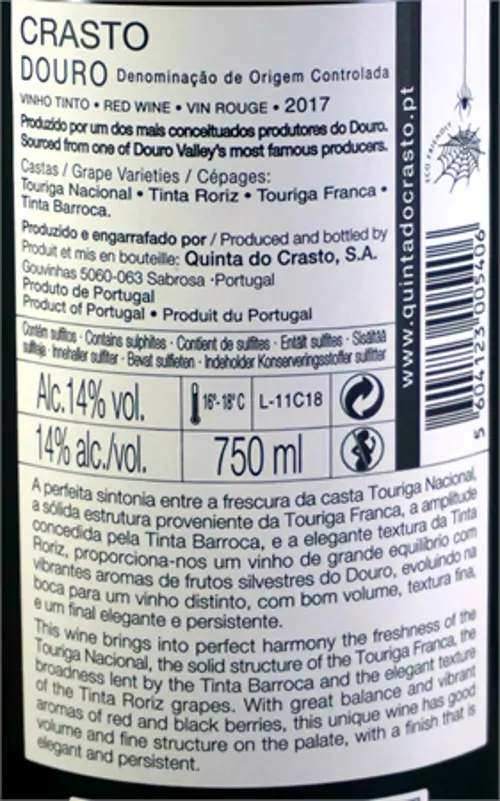 CRASTO
DOURO Denominação de Origem Controlada
VINHO TINTO • RED WINE • VIN ROUGE • 2017
Produzido por um dos mais conceituados produtores do Douro.
Sourced from one of Douro Valley's most famous producers.
Castas / Grape Varieties / Cépages:
Touriga Nacional • Tinta Roriz • Touriga Franca •
Tinta Barroca.
Produzido e engarrafado por / Produced and bottled by
Produit et mis en bouteille: Quinta do Crasto, S.A.
Gouvinhas 5060-063 Sabrosa ·Portugal
Produto de Portugal
Product of Portugal • Produit du Portugal
Contém sulfitos · Contains sulphites · Contient de sulfites · Entält sulfites · Sisältää
sulfiteja · Innehaller sulfiter · Bevat sulfieten · Indeholder Konserveringsstoffer sulfitter
Alc.14% vol.
16º-18º C
L-11C18
14% alc./vol.
750 ml
A perfeita sintonia entre a frescura da casta Touriga Nacional,
a sólida estrutura proveniente da Touriga Franca, a amplitude
concedida pela Tinta Barroca, e a elegante textura da Tinta
Roriz, proporciona-nos um vinho de grande equilíbrio com
vibrantes aromas de frutos silvestres do Douro, evoluindo na
boca para um vinho distinto, com bom volume, textura fina,
e um final elegante e persistente.
This wine brings into perfect harmony the freshness of the
Touriga Nacional, the solid structure of the Touriga Franca, the
broadness lent by the Tinta Barroca and the elegant texture
of the Tinta Roriz grapes. With great balance and vibrant
aromas of red and black berries, this unique wine has good
volume and fine structure on the palate, with a finish that is
elegant and persistent.
www.quintadocrasto.pt
ECO FRIENDLY
5 604123 005406